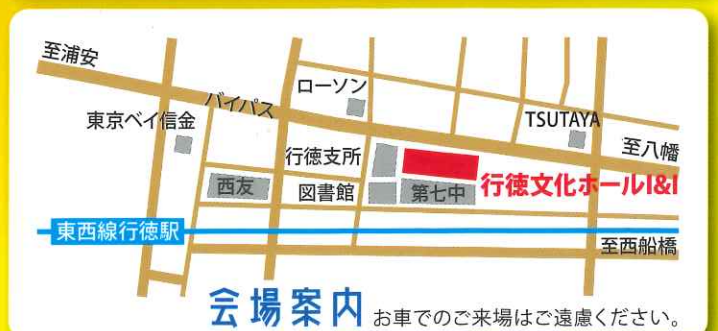 至浦安
ローソン
バイパス
東京ベイ信金
TSUTAYA
至八幡
行徳支所
行徳文化ホールI&I
西友
図書館
第七中
東西線行徳駅
至西船橋
会場案内 お車でのご来場はご遠慮ください。